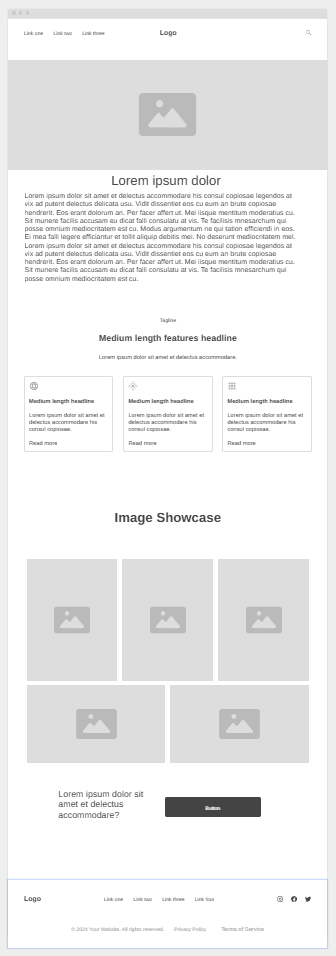 Link one Link two Link three Logo
Lorem ipsum dolor
Lorem ipsum dolor sit amet et delectus accommodare his consul copiosae legendos at
vix ad putent delectus delicata usu. Vidit dissentiet eos cu eum an brute copiosae
hendrerit. Eos erant dolorum an. Per facer affert ut. Mei iisque mentitum moderatius cu.
Sit munere facilis accusam eu dicat falli consulatu at vis. Te facilisis mnesarchum qui
posse omnium mediocritatem est cu. Modus argumentum ne qui tation efficiendi in eos.
Ei mea falli legere efficiantur et tollit aliquip debitis mei. No deserunt mediocritatem mel.
Lorem ipsum dolor sit amet et delectus accommodare his consul copiosae legendos at
vix ad putent delectus delicata usu. Vidit dissentiet eos cu eum an brute copiosae
hendrerit. Eos erant dolorum an. Per facer affert ut. Mei iisque mentitum moderatius cu.
Sit munere facilis accusam eu dicat falli consulatu at vis. Te facilisis mnesarchum qui
posse omnium mediocritatem est cu.
Tagline
Medium length features headline
Lorem ipsum dolor sit amet et delectus accommodare.
Medium length headline
Lorem ipsum dolor sit amet et
delectus accommodare his
consul copiosae.
Read more
Medium length headline
Lorem ipsum dolor sit amet et
delectus accommodare his
consul copiosae.
Read more
Medium length headline
Lorem ipsum dolor sit amet et
delectus accommodare his
consul copiosae.
Read more
Image Showcase
Lorem ipsum dolor sit
amet et delectus
accommodare?
Button
Logo Link one Link two Link three Link four
© 2024 Your Website. All rights reserved. Privacy Policy Terms of Service